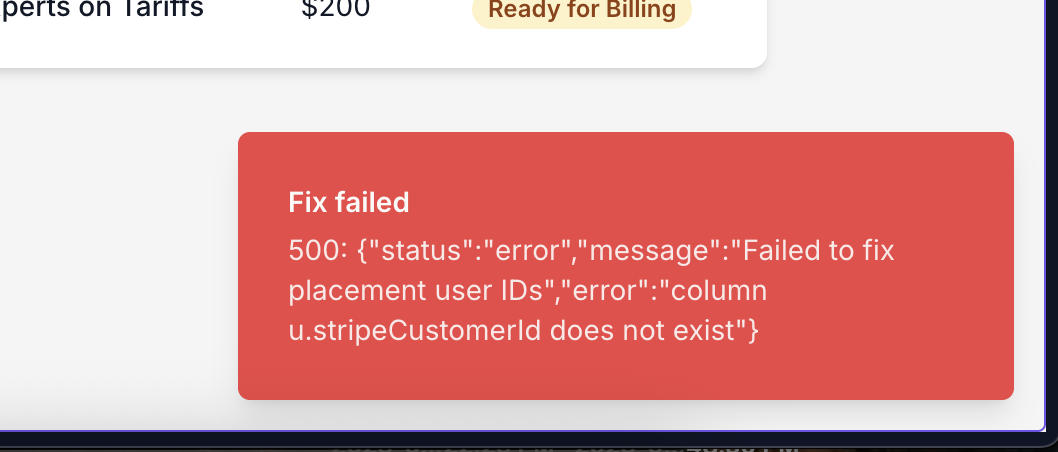 perts on Tariffs $200 Ready for Billing
Fix failed
500: {"status":"error","message":"Failed to fix
placement user IDs","error":"column
u.stripeCustomerId does not exist"}